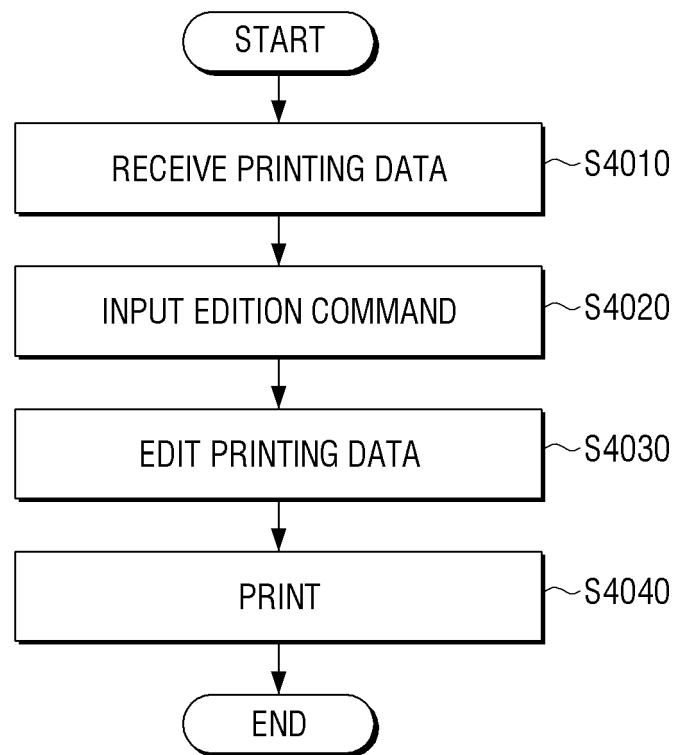 START
RECEIVE PRINTING DATA
S4010
INPUT EDITION COMMAND
S4020
EDIT PRINTING DATA
S4030
PRINT
S4040
END